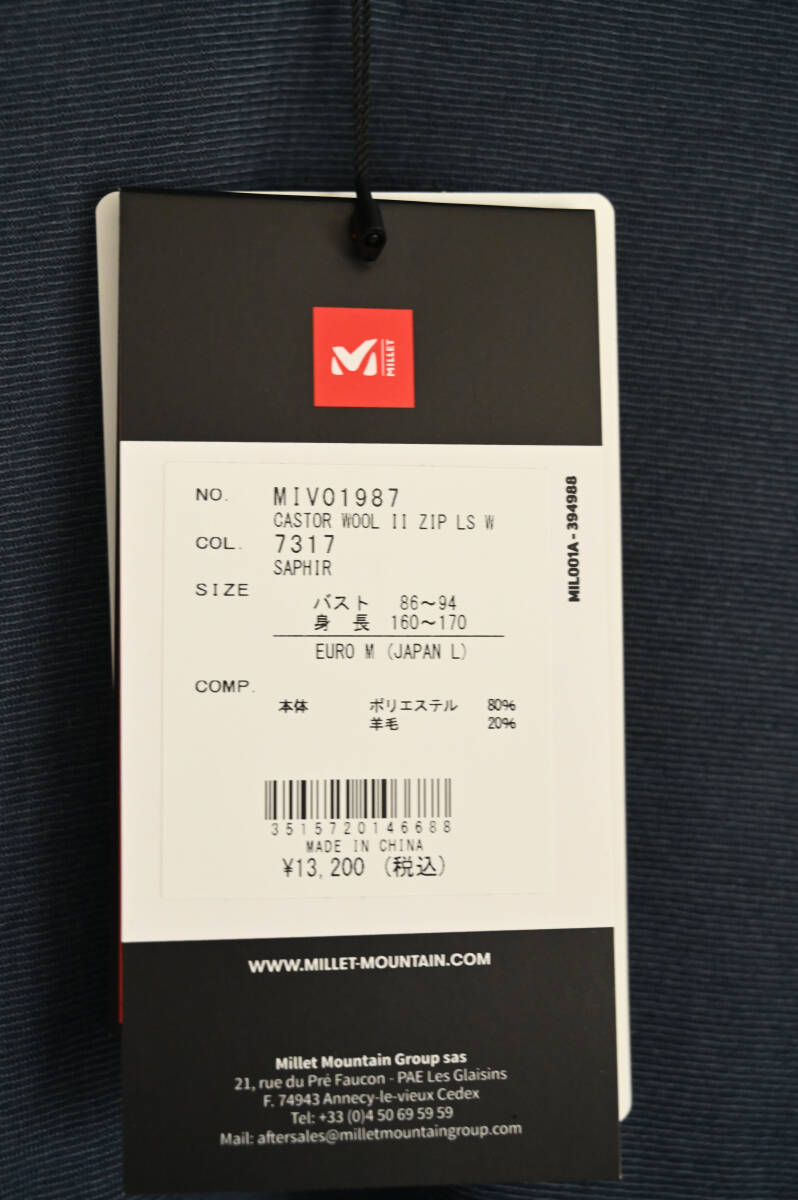 MILLET
NO. MIV01987
CASTOR WOOL II ZIP LS W
COL. 7317
SAPHIR
SIZE
バスト 86～94
身 長 160～170
EURO M (JAPAN L)
COMP.
本体 ポリエステル 80%
羊毛 20%
3515720146688
MADE IN CHINA
¥13,200 (税込)
MIL001A - 394988
WWW.MILLET-MOUNTAIN.COM
Millet Mountain Group sas
21, rue du Pré Faucon - PAE Les Glaisins
F. 74943 Annecy-le-vieux Cedex
Tel: +33 (0)4 50 69 59 59
Mail: aftersales@milletmountaingroup.com